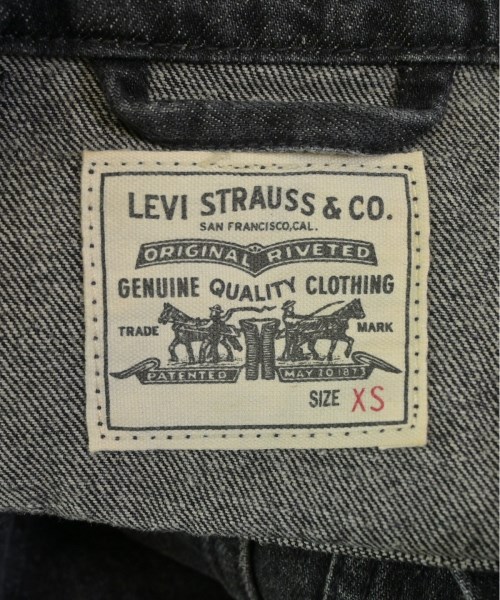 LEVI STRAUSS & CO.
SAN FRANCISCO, CAL.
ORIGINAL RIVETED
GENUINE QUALITY CLOTHING
TRADE MARK
PATENTED MAY 20 1873
SIZE XS